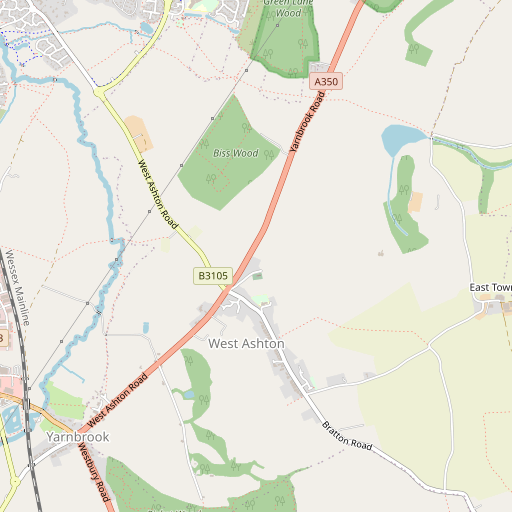 Green Lane
Wood
A350
Yarnbrook Road
Biss Wood
West Ashton Road
B3105
Wessex Mainline
East Town
West Ashton
West Ashton Road
Bratton Road
Yarnbrook
Westbury Road